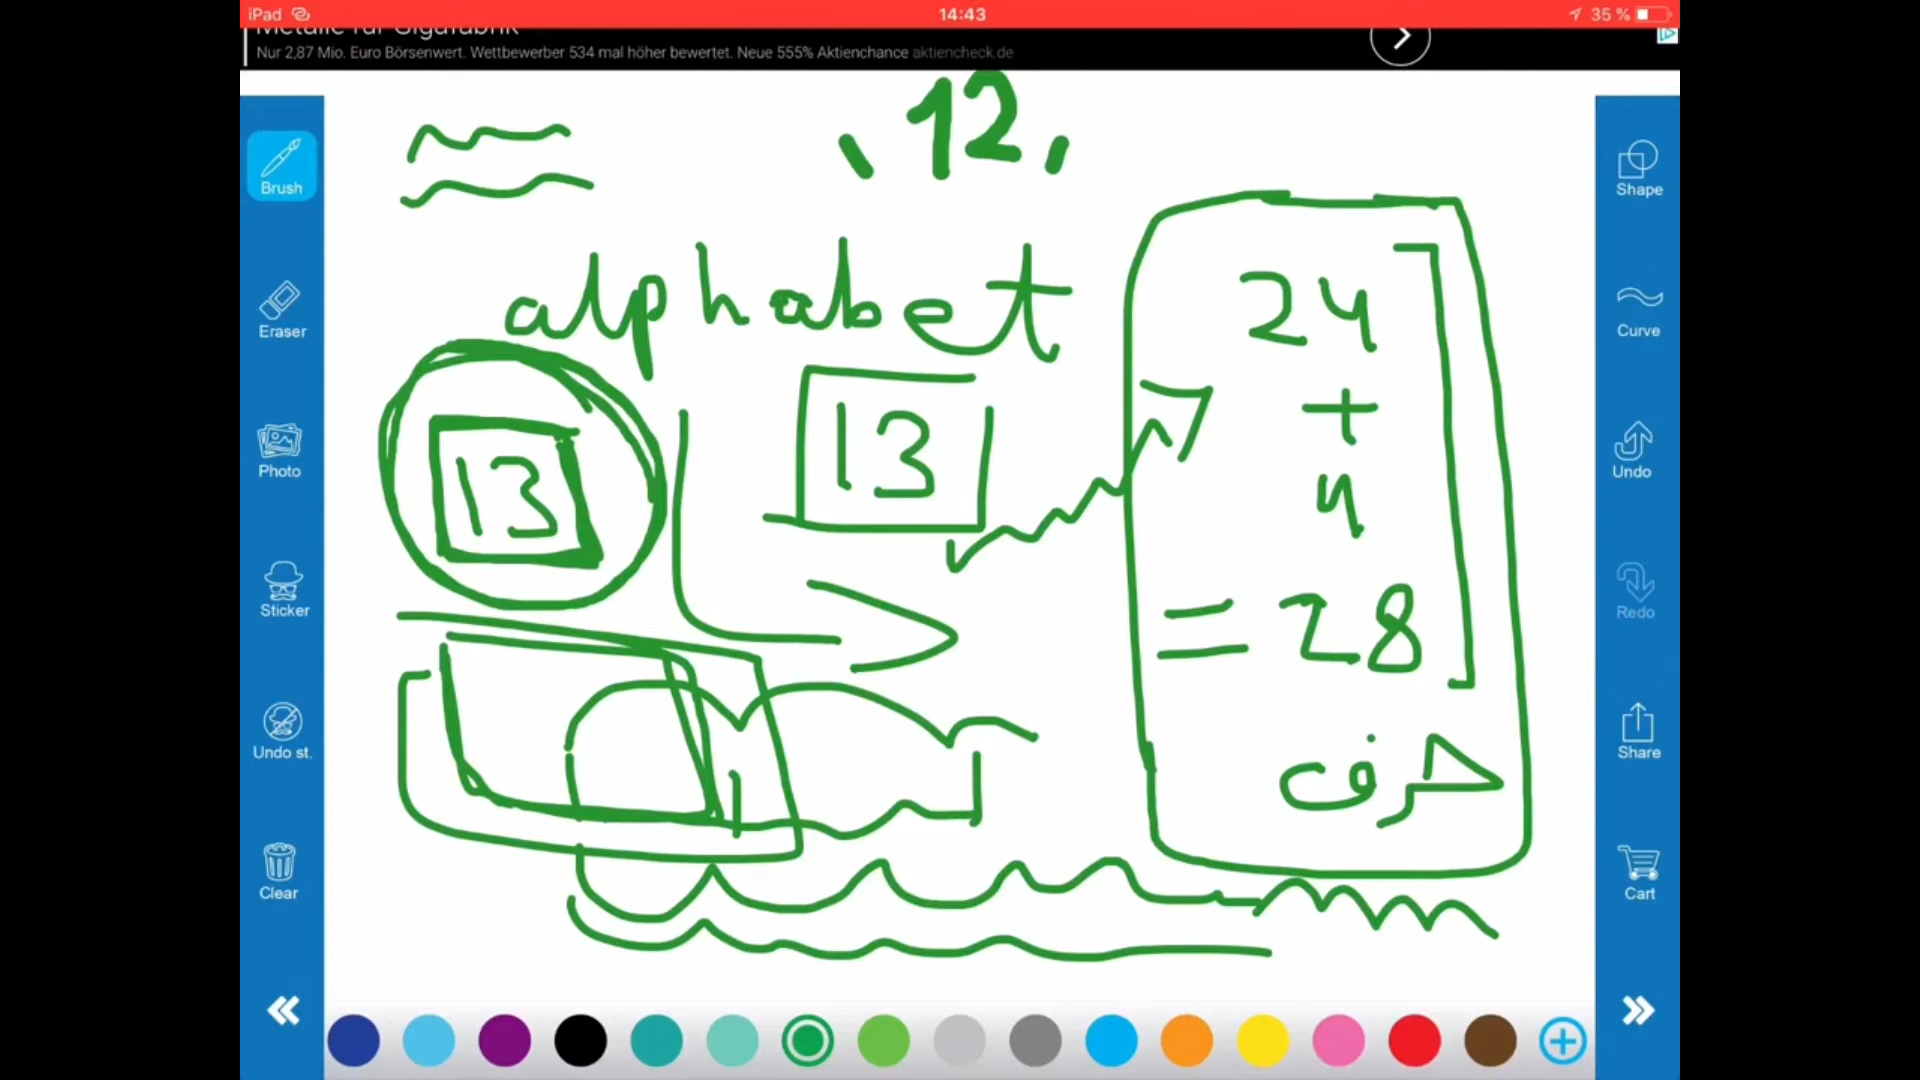 iPad 14:43 35 %
Nur 2,87 Mio. Euro Börsenwert. Wettbewerber 534 mal höher bewertet. Neue 555% Aktienchance aktiencheck.de
12
alphabet
13
13
24
+
4
= 28
حرف
Brush
Eraser
Photo
Sticker
Undo st.
Clear
Shape
Curve
Undo
Redo
Share
Cart